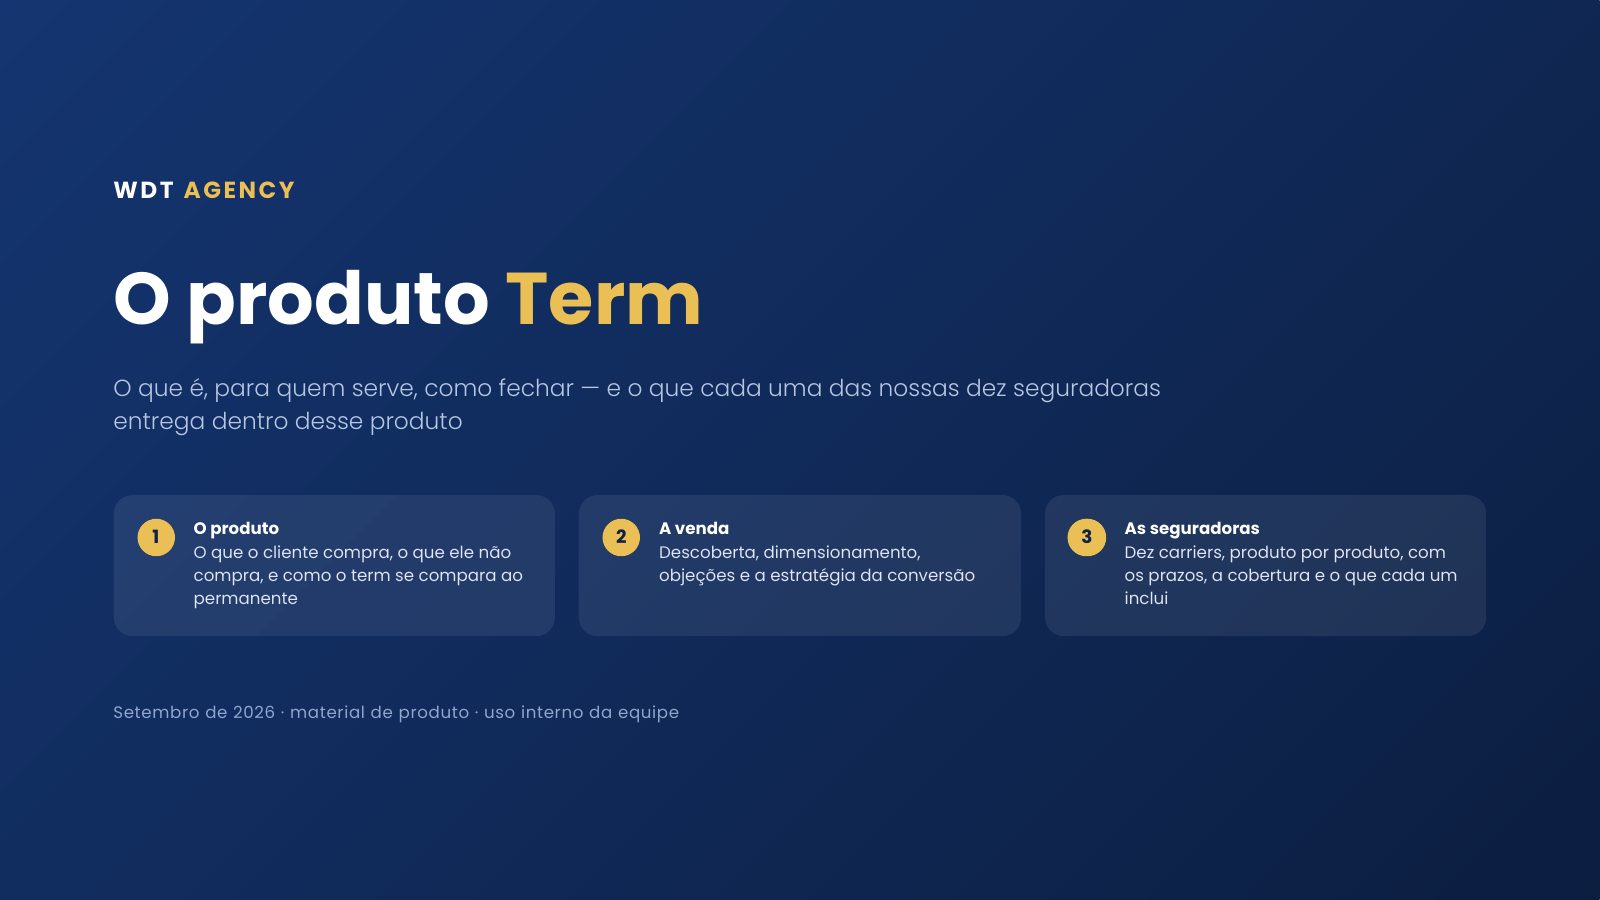 WDT AGENCY
O produto Term
O que é, para quem serve, como fechar — e o que cada uma das nossas dez seguradoras
entrega dentro desse produto
1
O produto
O que o cliente compra, o que ele não
compra, e como o term se compara ao
permanente
2
A venda
Descoberta, dimensionamento,
objeções e a estratégia da conversão
3
As seguradoras
Dez carriers, produto por produto, com
os prazos, a cobertura e o que cada um
inclui
Setembro de 2026 · material de produto · uso interno da equipe